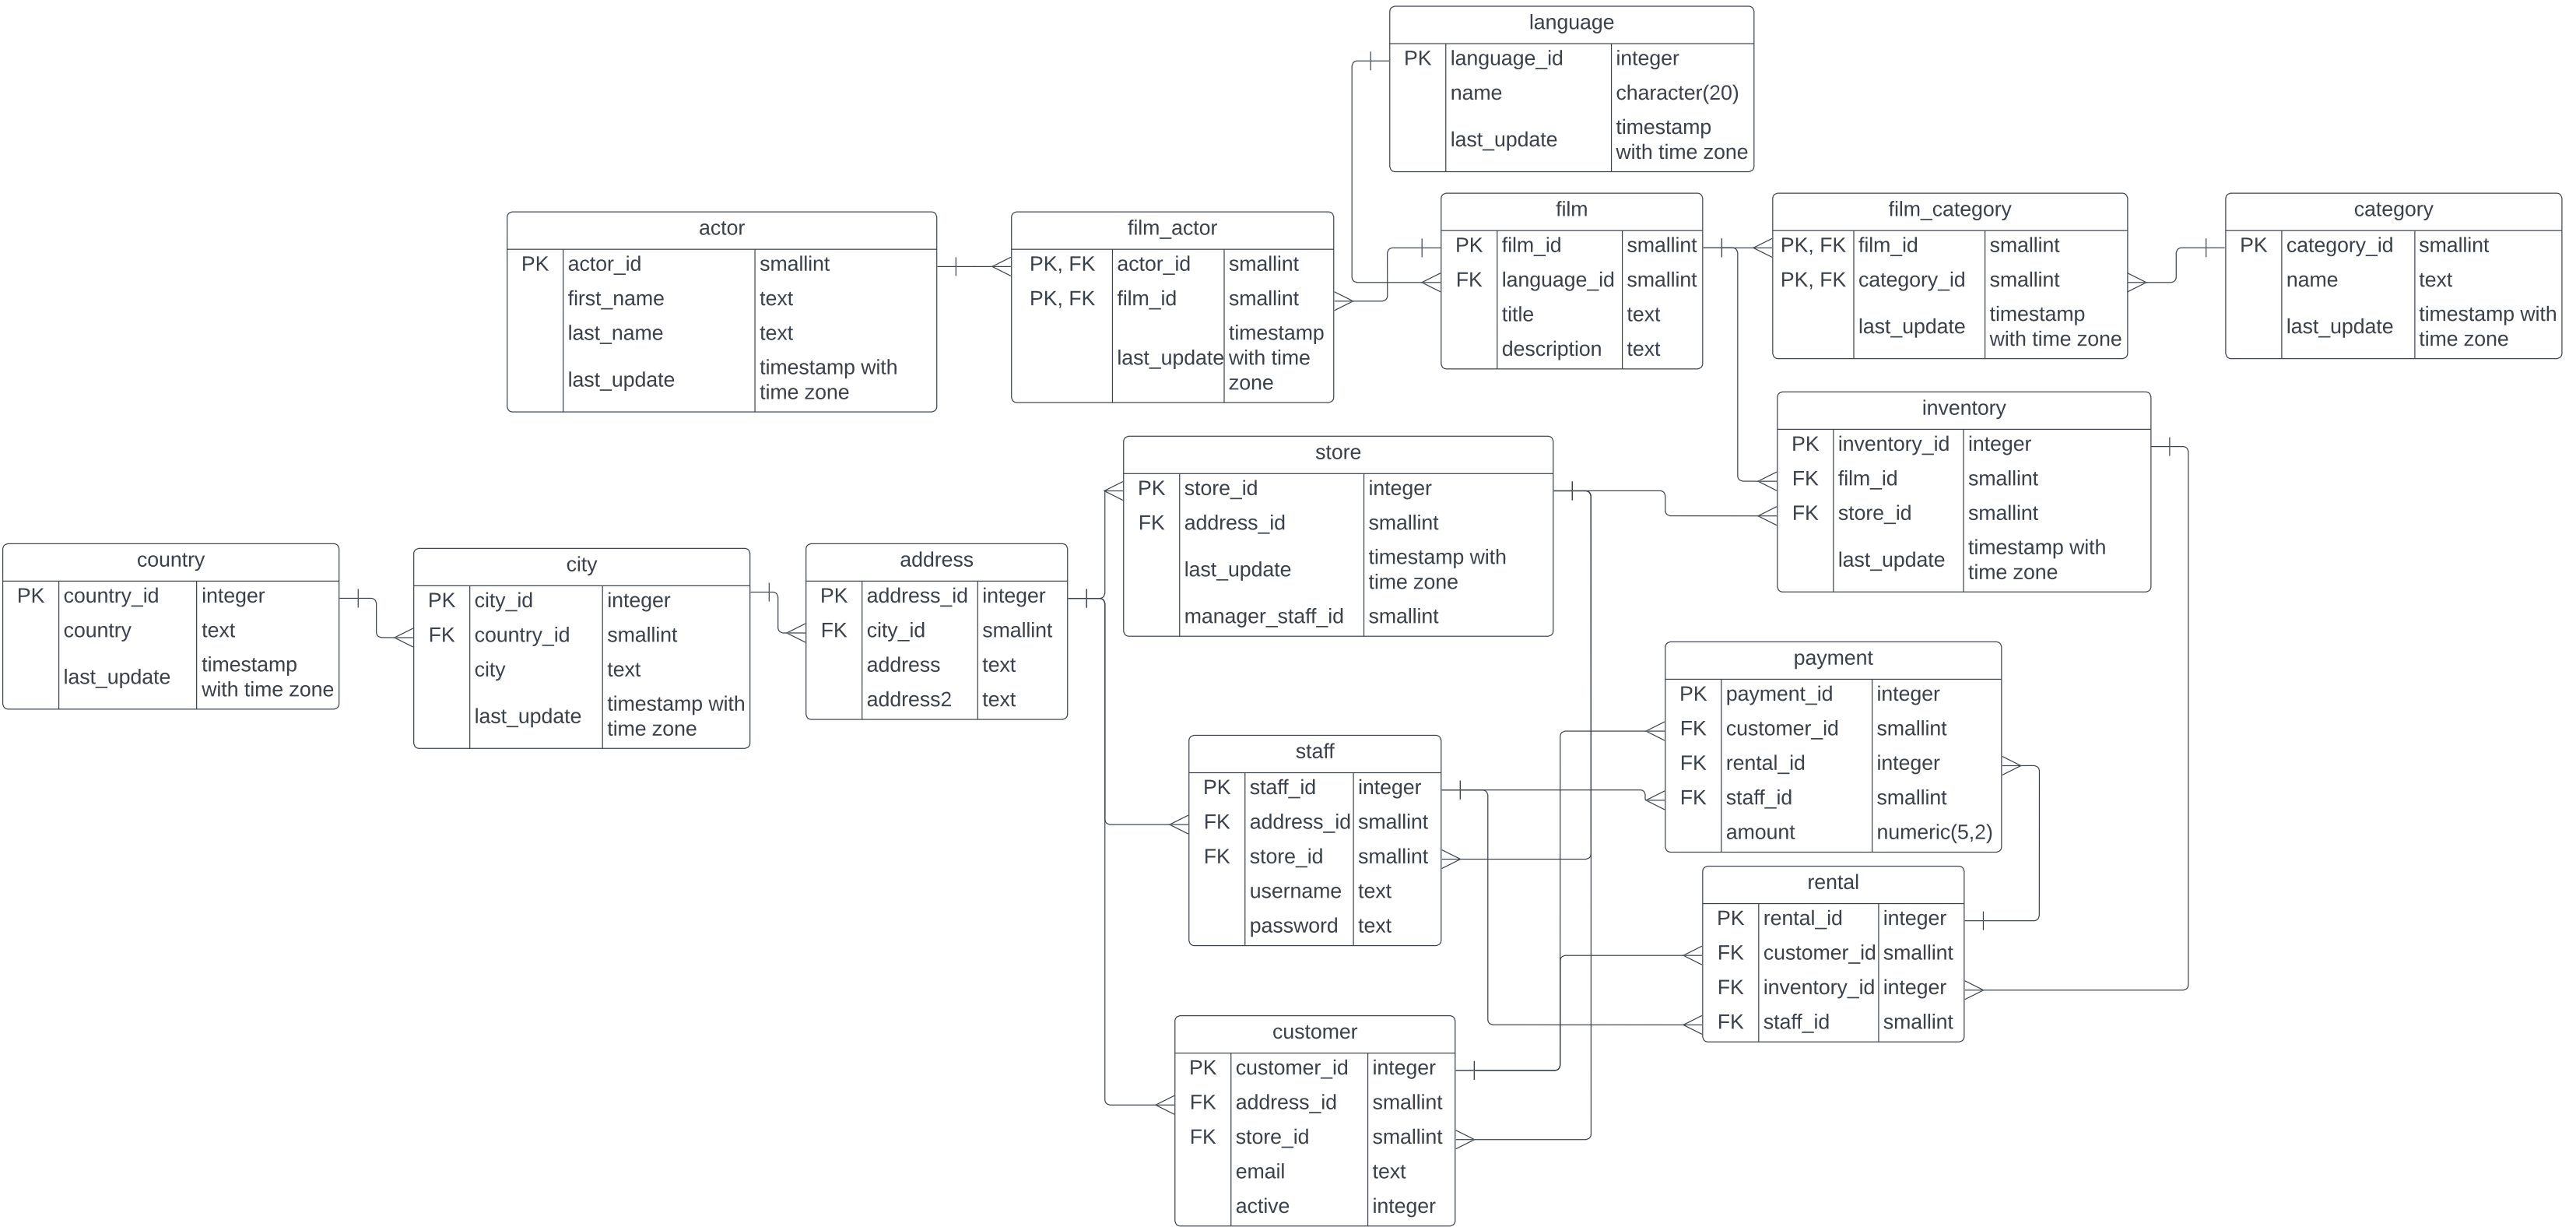 language
PK language_id integer
name character(20)
last_update timestamp
with time zone
actor
PK actor_id smallint
first_name text
last_name text
last_update timestamp with
time zone
film_actor
PK, FK actor_id smallint
PK, FK film_id smallint
last_update timestamp
with time
zone
film
PK film_id smallint
FK language_id smallint
title text
description text
film_category
PK, FK film_id smallint
PK, FK category_id smallint
last_update timestamp
with time zone
category
PK category_id smallint
name text
last_update timestamp with
time zone
inventory
PK inventory_id integer
FK film_id smallint
FK store_id smallint
last_update timestamp with
time zone
store
PK store_id integer
FK address_id smallint
last_update timestamp with
time zone
manager_staff_id smallint
country
PK country_id integer
country text
last_update timestamp
with time zone
city
PK city_id integer
FK country_id smallint
city text
last_update timestamp with
time zone
address
PK address_id integer
FK city_id smallint
address text
address2 text
payment
PK payment_id integer
FK customer_id smallint
FK rental_id integer
FK staff_id smallint
amount numeric(5,2)
staff
PK staff_id integer
FK address_id smallint
FK store_id smallint
username text
password text
rental
PK rental_id integer
FK customer_id smallint
FK inventory_id integer
FK staff_id smallint
customer
PK customer_id integer
FK address_id smallint
FK store_id smallint
email text
active integer